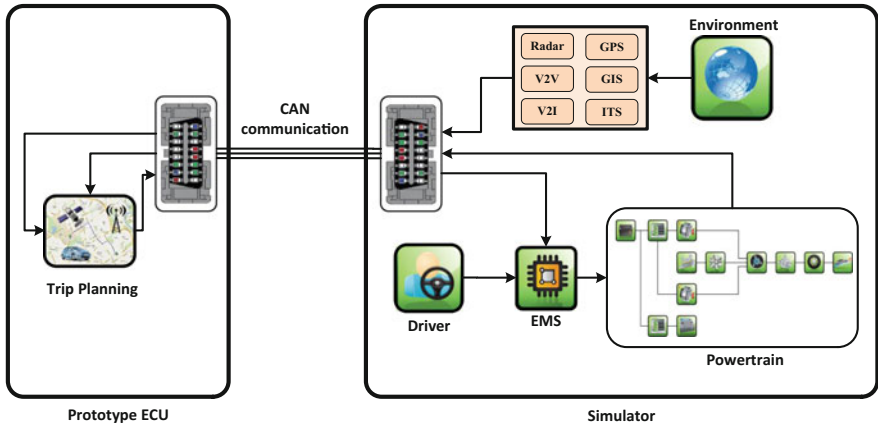 Environment
Radar
GPS
V2V
GIS
V2I
ITS
CAN
communication
Trip Planning
Driver
EMS
Powertrain
Prototype ECU
Simulator